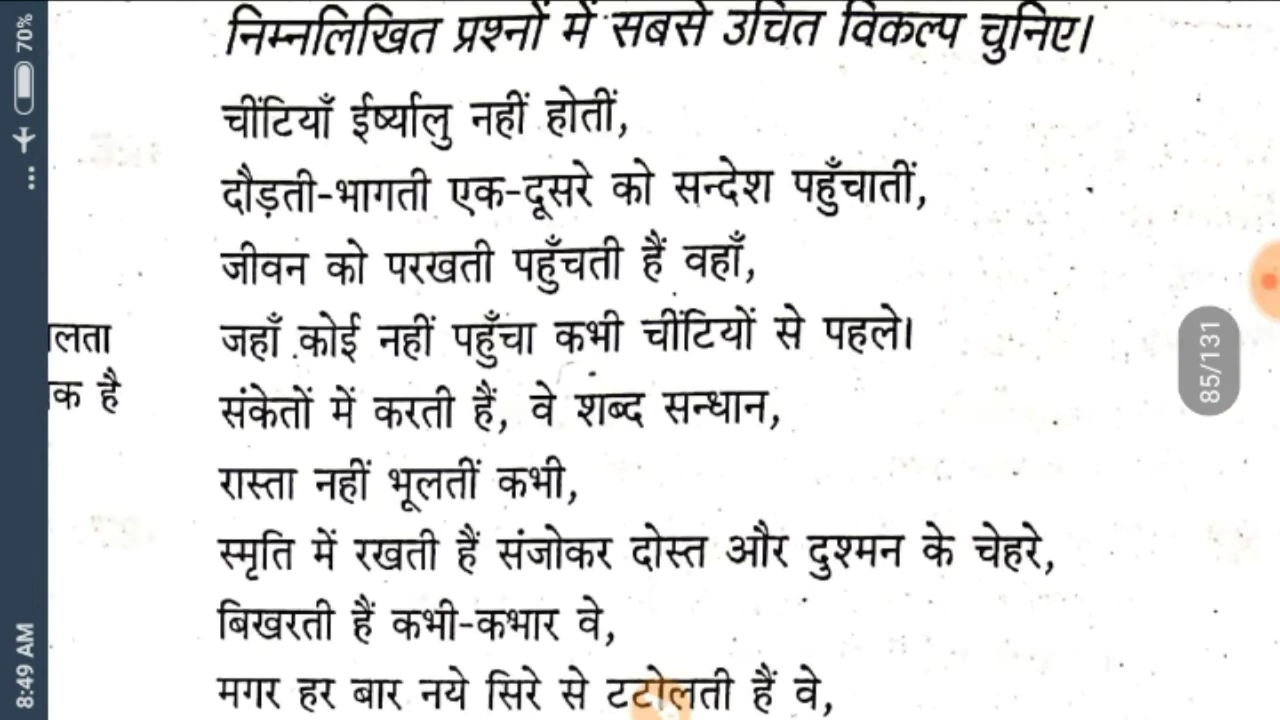 निम्नलिखित प्रश्नों में सबसे उचित विकल्प चुनिए।
चींटियाँ ईर्ष्यालु नहीं होतीं,
दौड़ती-भागती एक-दूसरे को सन्देश पहुँचातीं,
जीवन को परखती पहुँचती हैं वहाँ,
जहाँ कोई नहीं पहुँचा कभी चींटियों से पहले।
संकेतों में करती हैं, वे शब्द सन्धान,
रास्ता नहीं भूलतीं कभी,
स्मृति में रखती हैं संजोकर दोस्त और दुश्मन के चेहरे,
बिखरती हैं कभी-कभार वे,
मगर हर बार नये सिरे से टटोलती हैं वे,
लता
क है
85/131
70%
...
8:49 AM